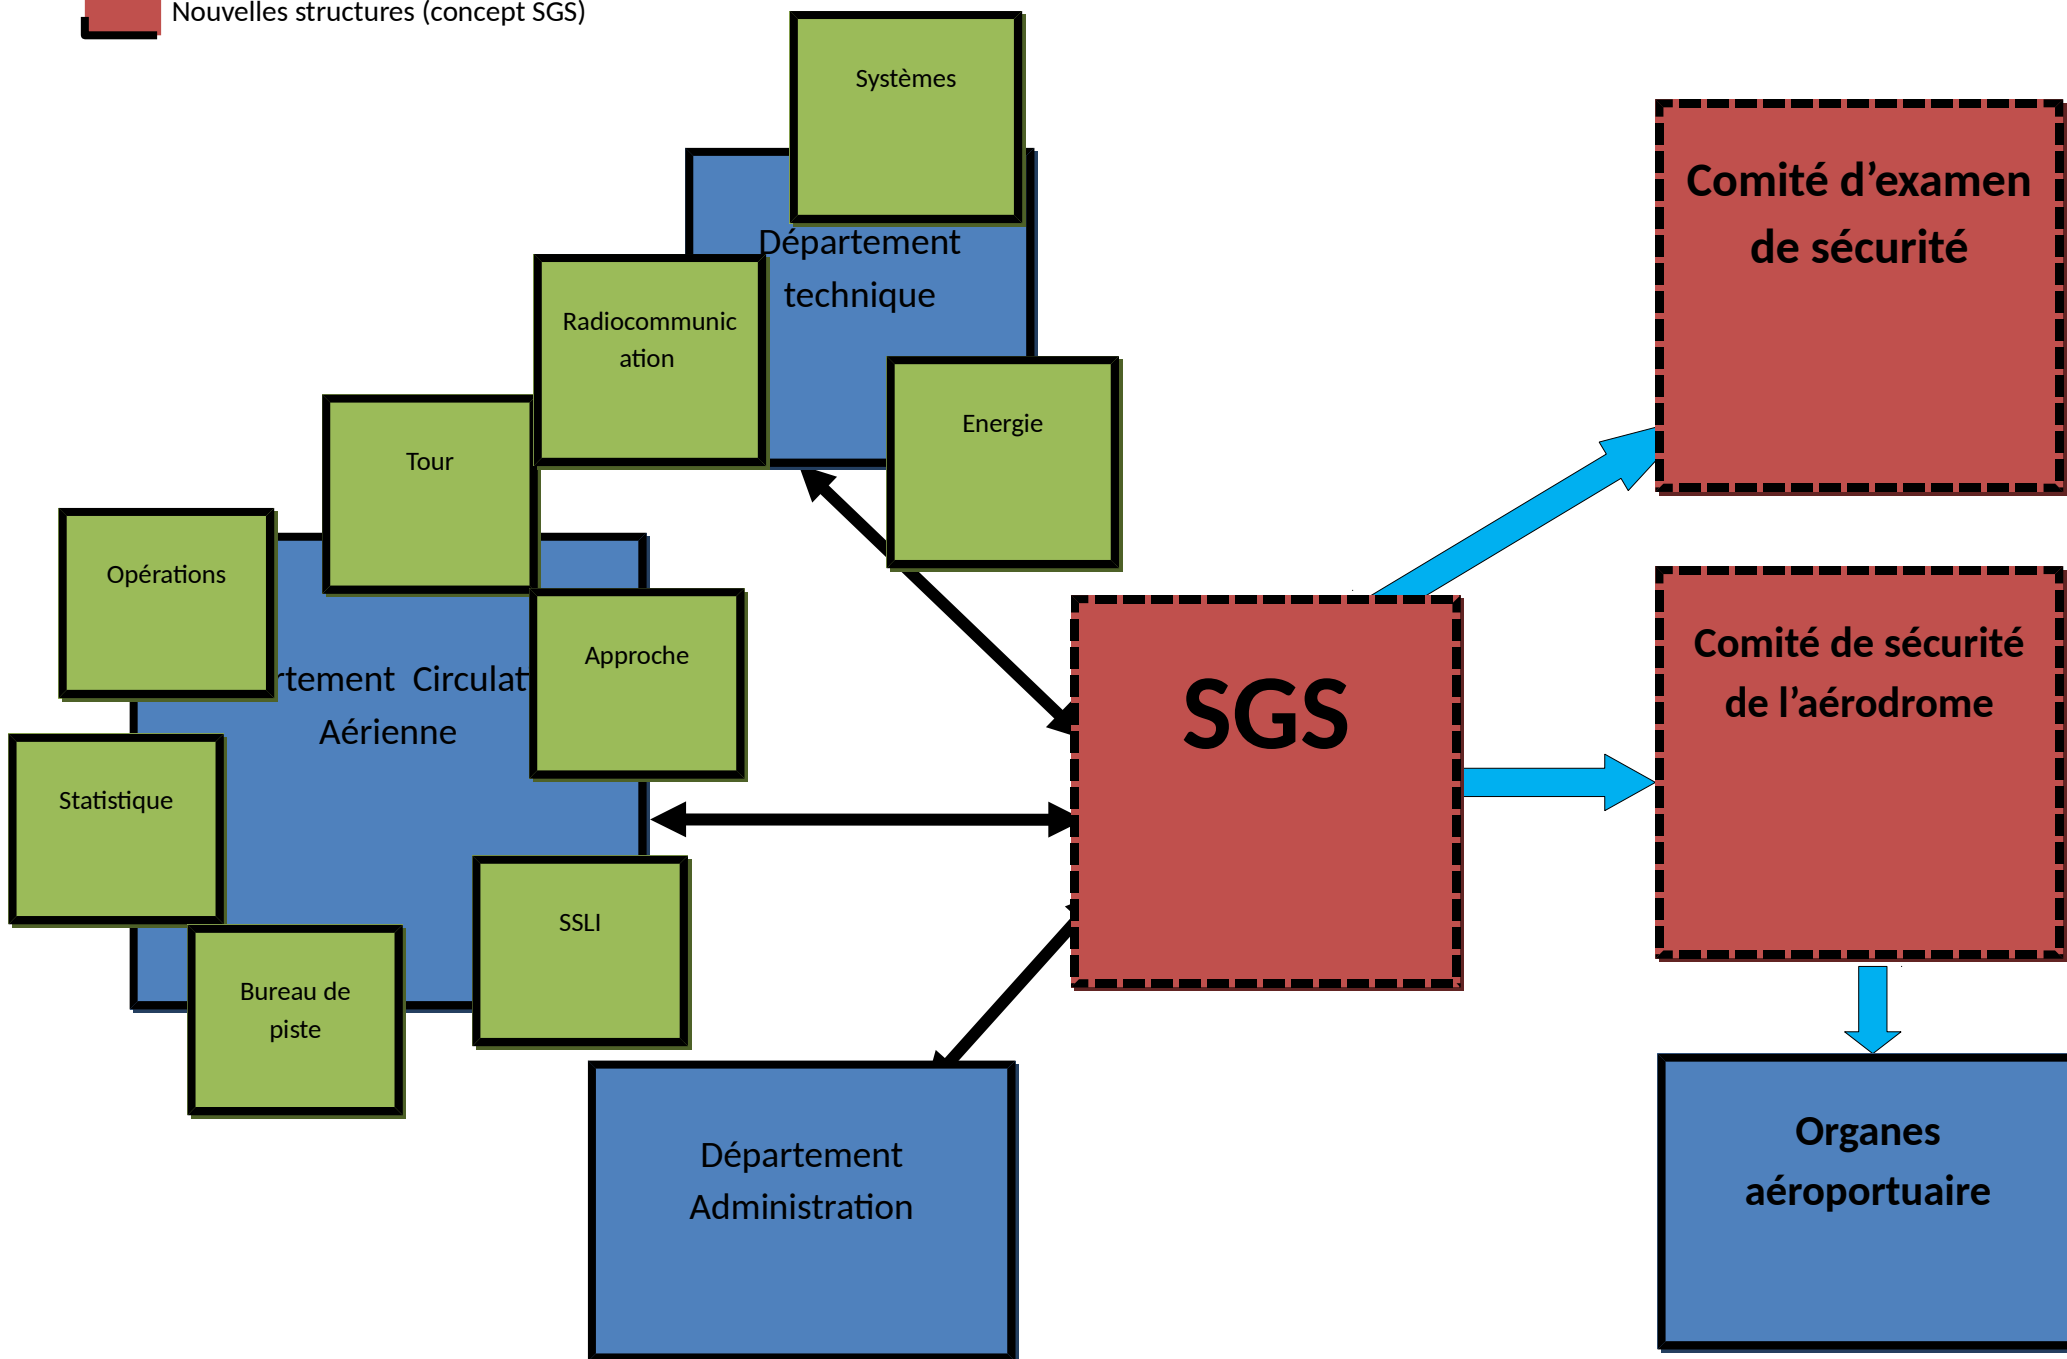 Nouvelles structures (concept SGS)
Systèmes
Comité d’examen
de sécurité
Département
technique
Radiocommunic
ation
Energie
Tour
Opérations
Approche
rtement Circulat
Aérienne
Statistique
SSLI
Bureau de
piste
SGS
Comité de sécurité
de l’aérodrome
Département
Administration
Organes
aéroportuaire